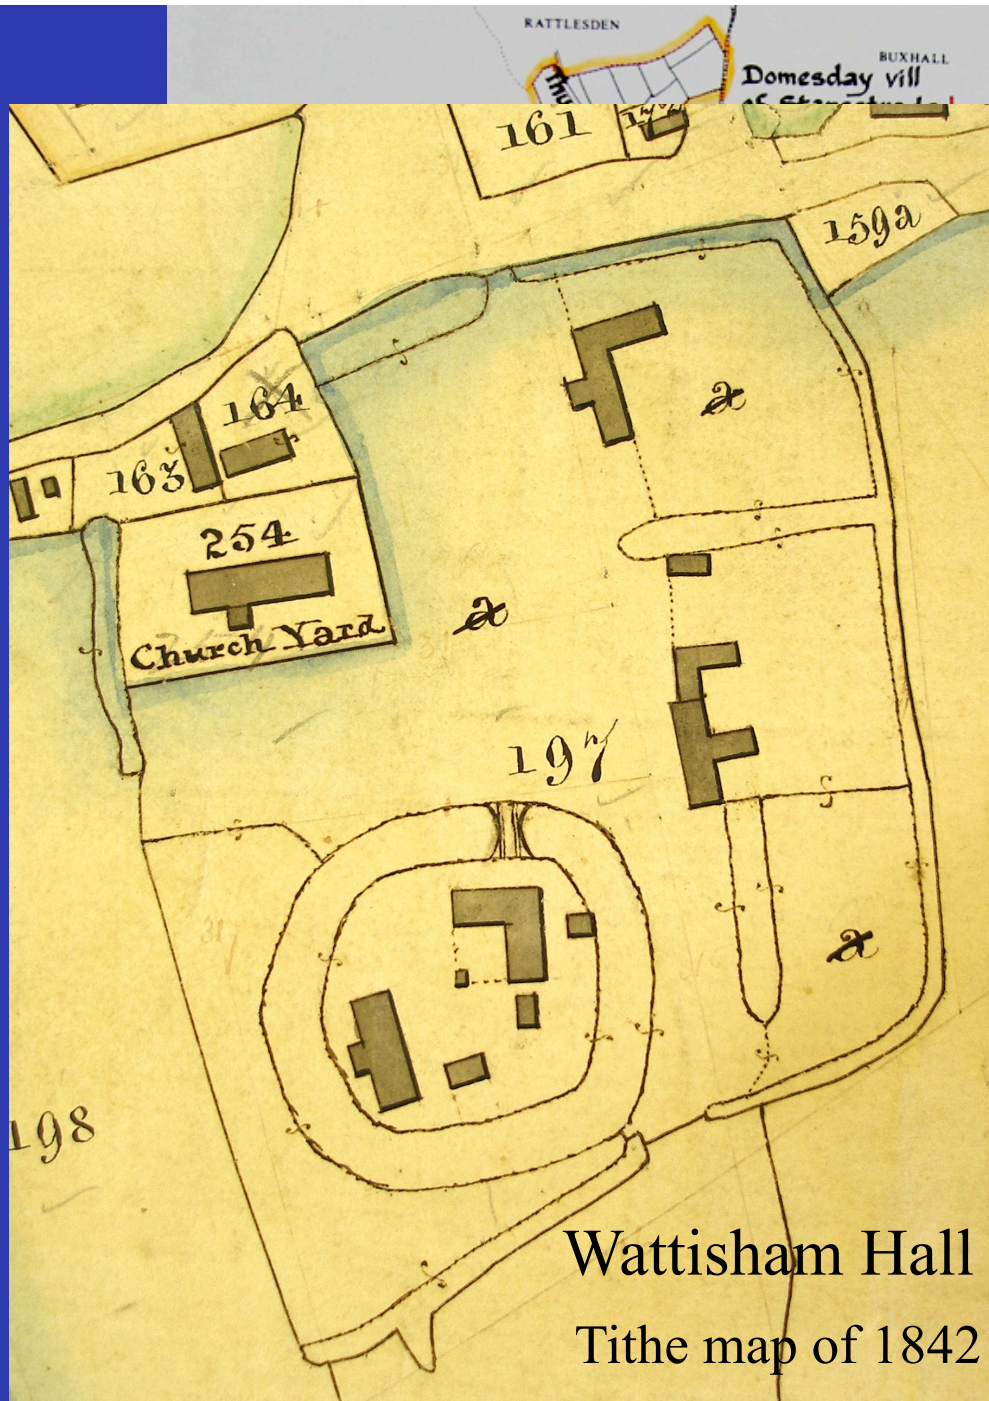 RATTLESDEN
BUXHALL
Domesday vill
161
159a
164
163
254
Church Yard
a
a
197
a
198
Wattisham Hall
Tithe map of 1842